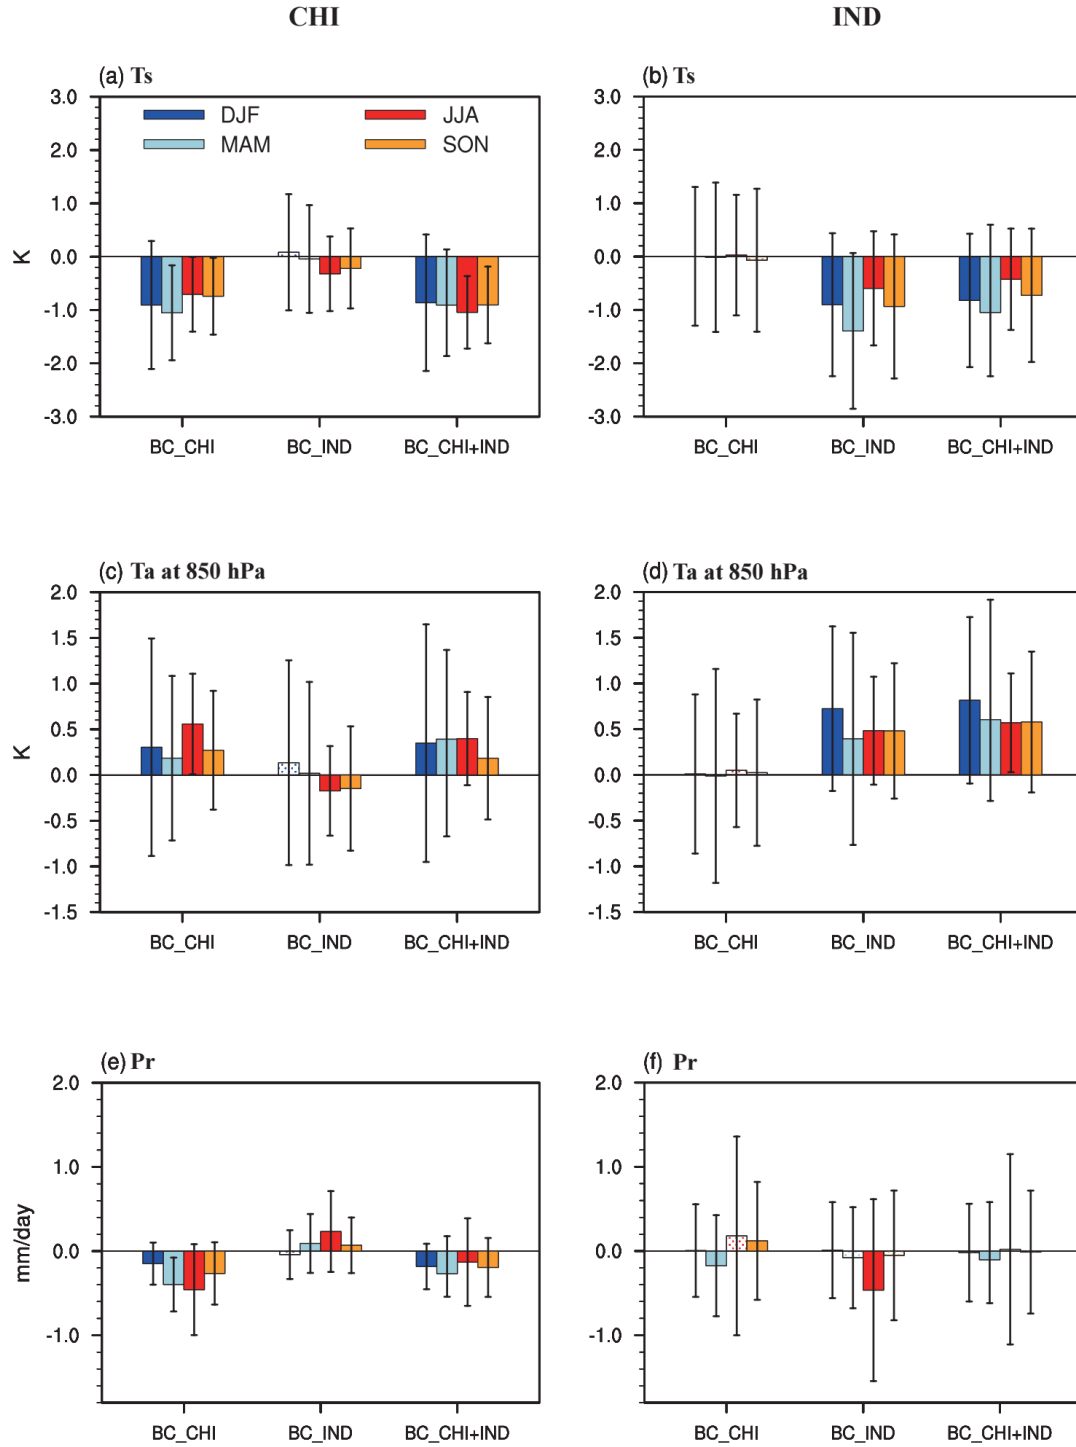 CHI IND
(a) Ts (b) Ts
3.0 3.0
DJF JJA
MAM SON
2.0 2.0
1.0 1.0
K 0.0 0.0
-1.0 -1.0
-2.0 -2.0
-3.0 -3.0
BC_CHI BC_IND BC_CHI+IND BC_CHI BC_IND BC_CHI+IND
(c) Ta at 850 hPa (d) Ta at 850 hPa
2.0 2.0
1.5 1.5
1.0 1.0
0.5 0.5
K 0.0 0.0
-0.5 -0.5
-1.0 -1.0
-1.5 -1.5
BC_CHI BC_IND BC_CHI+IND BC_CHI BC_IND BC_CHI+IND
(e) Pr (f) Pr
2.0 2.0
1.0 1.0
mm/day 0.0 0.0
-1.0 -1.0
BC_CHI BC_IND BC_CHI+IND BC_CHI BC_IND BC_CHI+IND